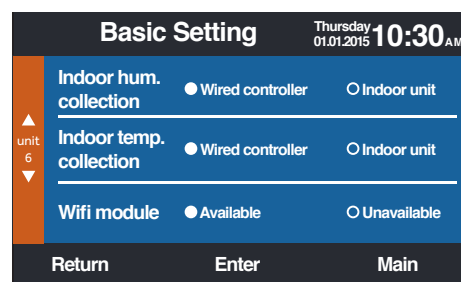 Basic Setting
Thursday
01.01.2015
10:30 AM
Indoor hum.
collection
Wired controller
Indoor unit
unit
6
Indoor temp.
collection
Wired controller
Indoor unit
Wifi module
Available
Unavailable
Return
Enter
Main